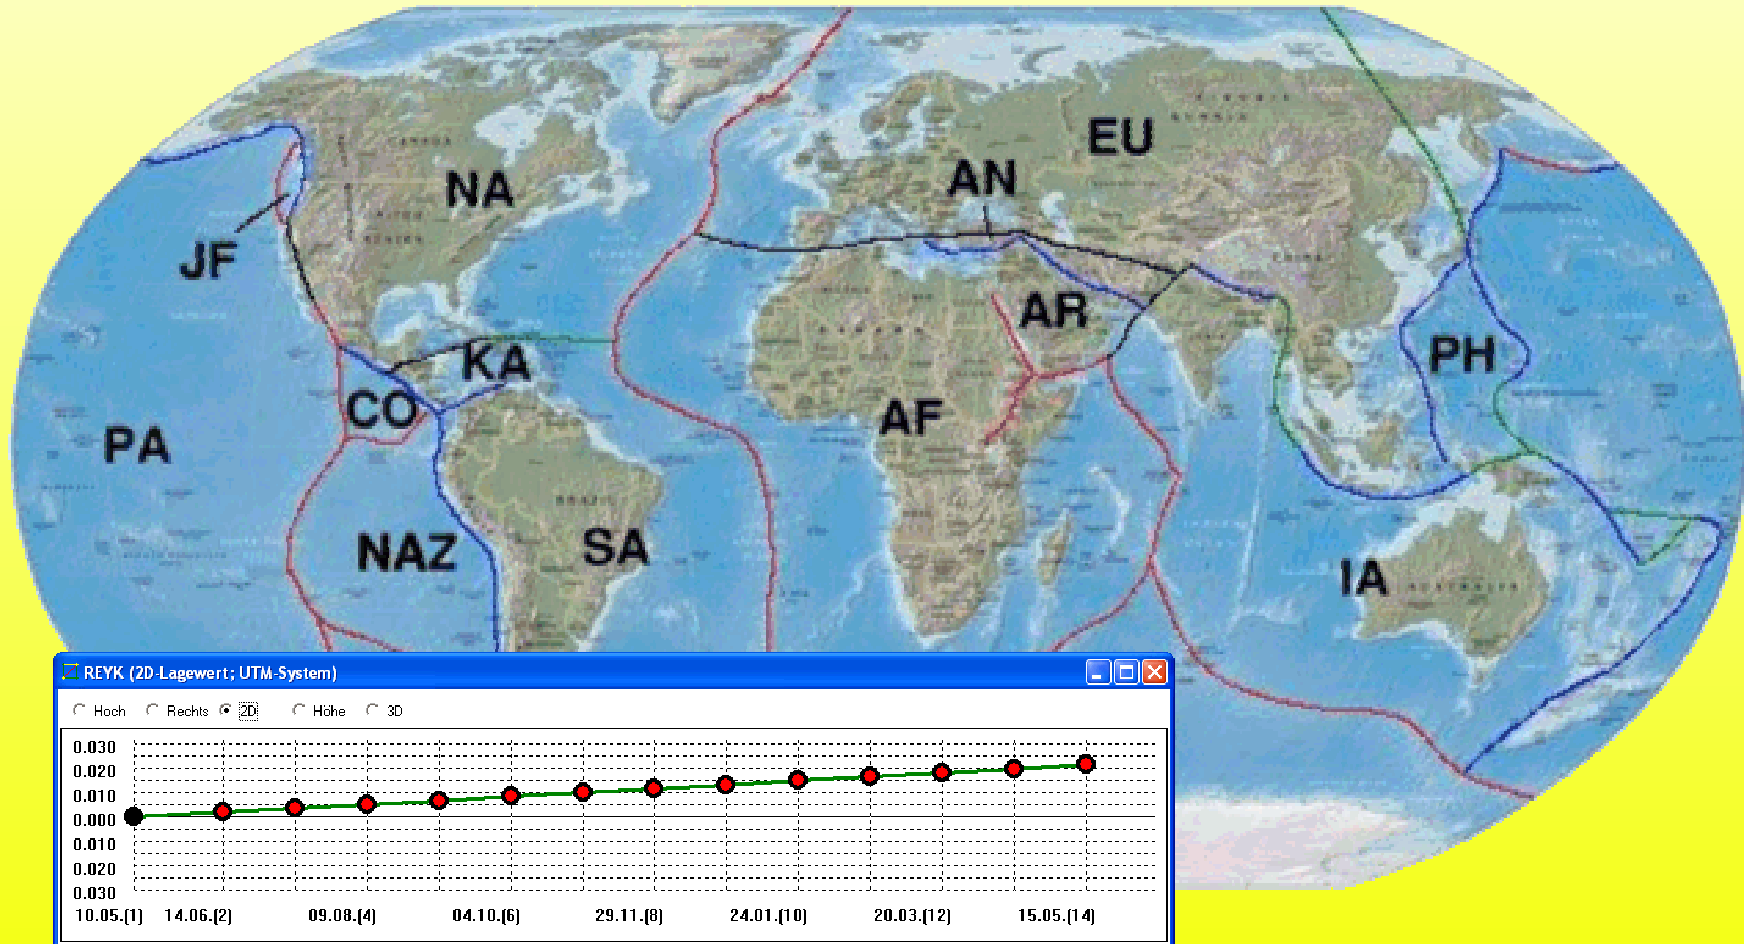 EU
AN
NA
JF
AR
KA
PH
CO
AF
PA
NAZ
SA
IA
REYK (2D-Lagewert; UTM-System)
Hoch Rechts 2D Höhe 3D
0.030
0.020
0.010
0.000
0.010
0.020
0.030
10.05.(1) 14.06.(2) 09.08.(4) 04.10.(6) 29.11.(8) 24.01.(10) 20.03.(12) 15.05.(14)